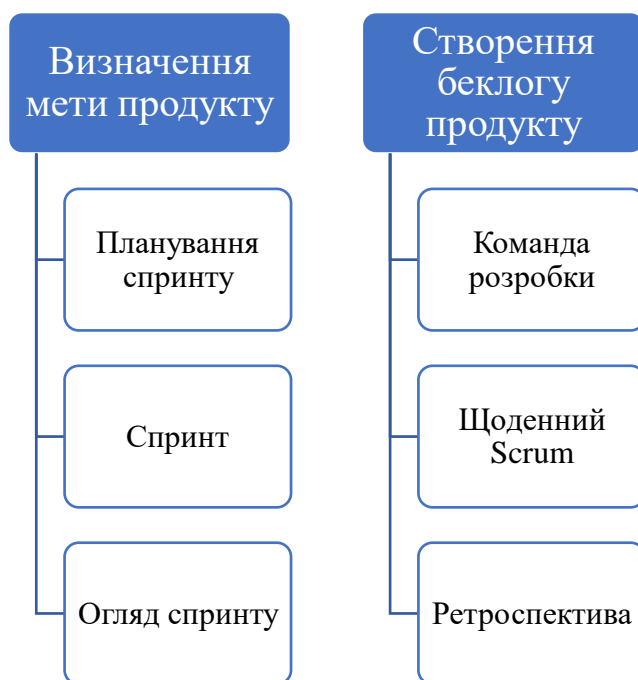 Визначення
мети продукту
Планування
спринту
Спринт
Огляд спринту
Створення
беклогу
продукту
Команда
розробки
Щоденний
Scrum
Ретроспектива